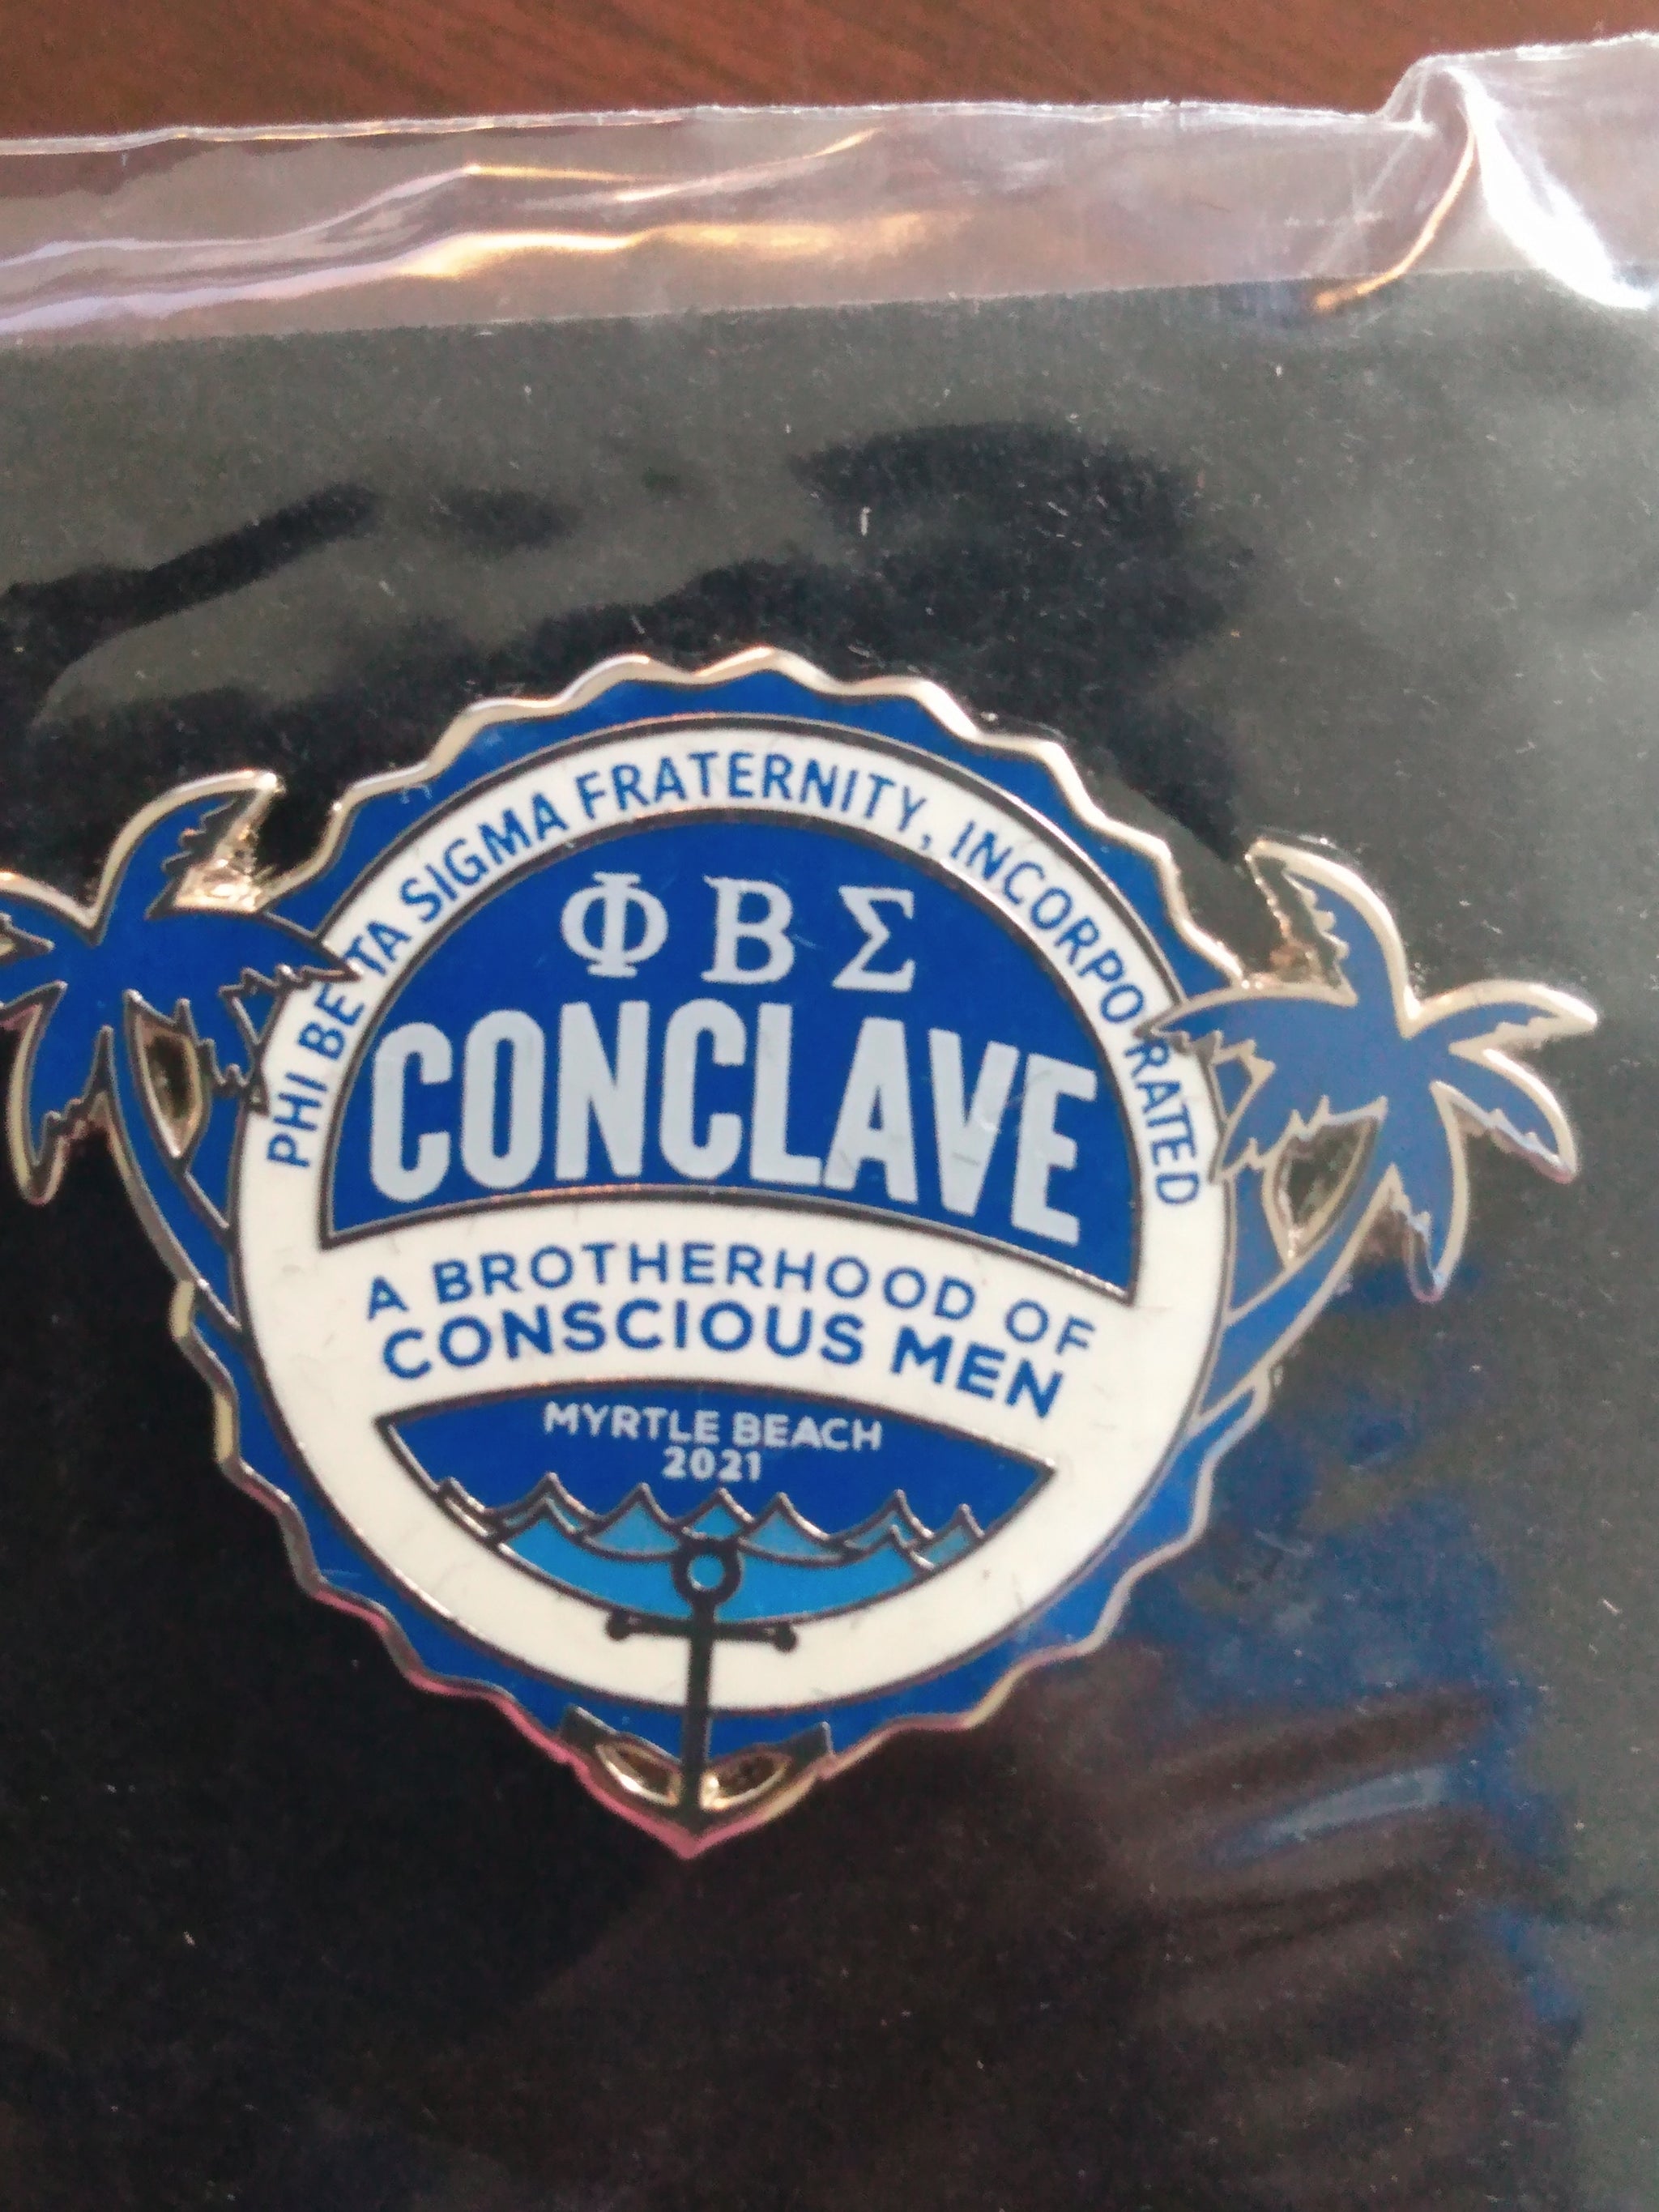 PHI BETA SIGMA FRATERNITY, INCORPORATED
ΦΒΣ
CONCLAVE
A BROTHERHOOD OF
CONSCIOUS MEN
MYRTLE BEACH
2021